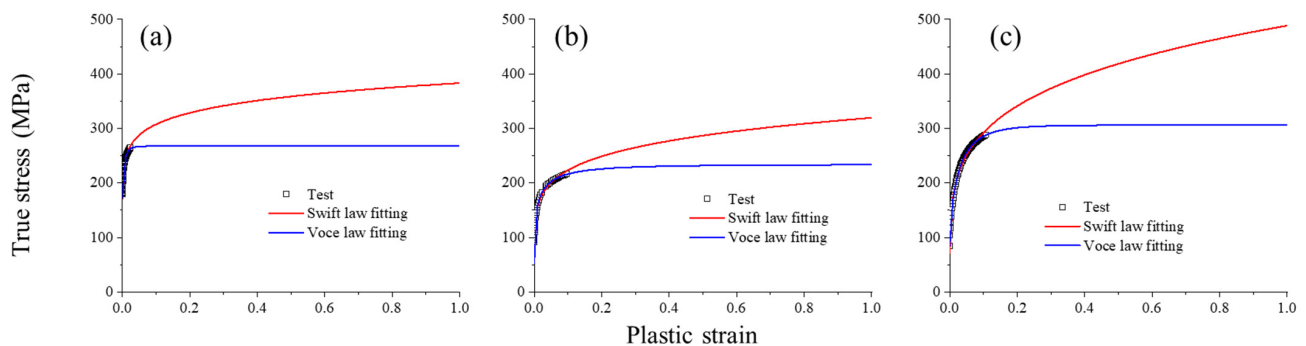 True stress (MPa)
(a)
500
400
300
200
100
0
0.0 0.2 0.4 0.6 0.8 1.0
Test
Swift law fitting
Voce law fitting
(b)
500
400
300
200
100
0
0.0 0.2 0.4 0.6 0.8 1.0
Test
Swift law fitting
Voce law fitting
(c)
500
400
300
200
100
0
0.0 0.2 0.4 0.6 0.8 1.0
Test
Swift law fitting
Voce law fitting
Plastic strain